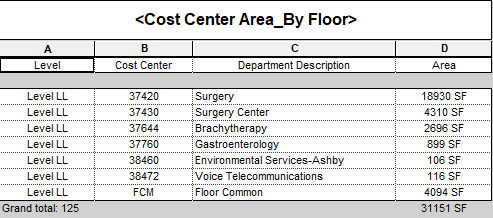 <Cost Center Area_By Floor>
A B C D
Level Cost Center Department Description Area
Level LL 37420 Surgery 18930 SF
Level LL 37430 Surgery Center 4310 SF
Level LL 37644 Brachytherapy 2696 SF
Level LL 37760 Gastroenterology 899 SF
Level LL 38460 Environmental Services-Ashby 106 SF
Level LL 38472 Voice Telecommunications 116 SF
Level LL FCM Floor Common 4094 SF
Grand total: 125 31151 SF